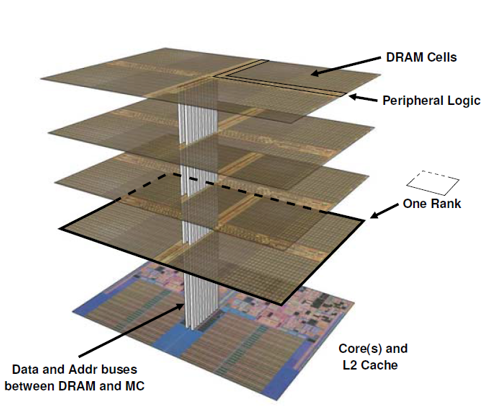 DRAM Cells
Peripheral Logic
One Rank
Core(s) and
L2 Cache
Data and Addr buses
between DRAM and MC